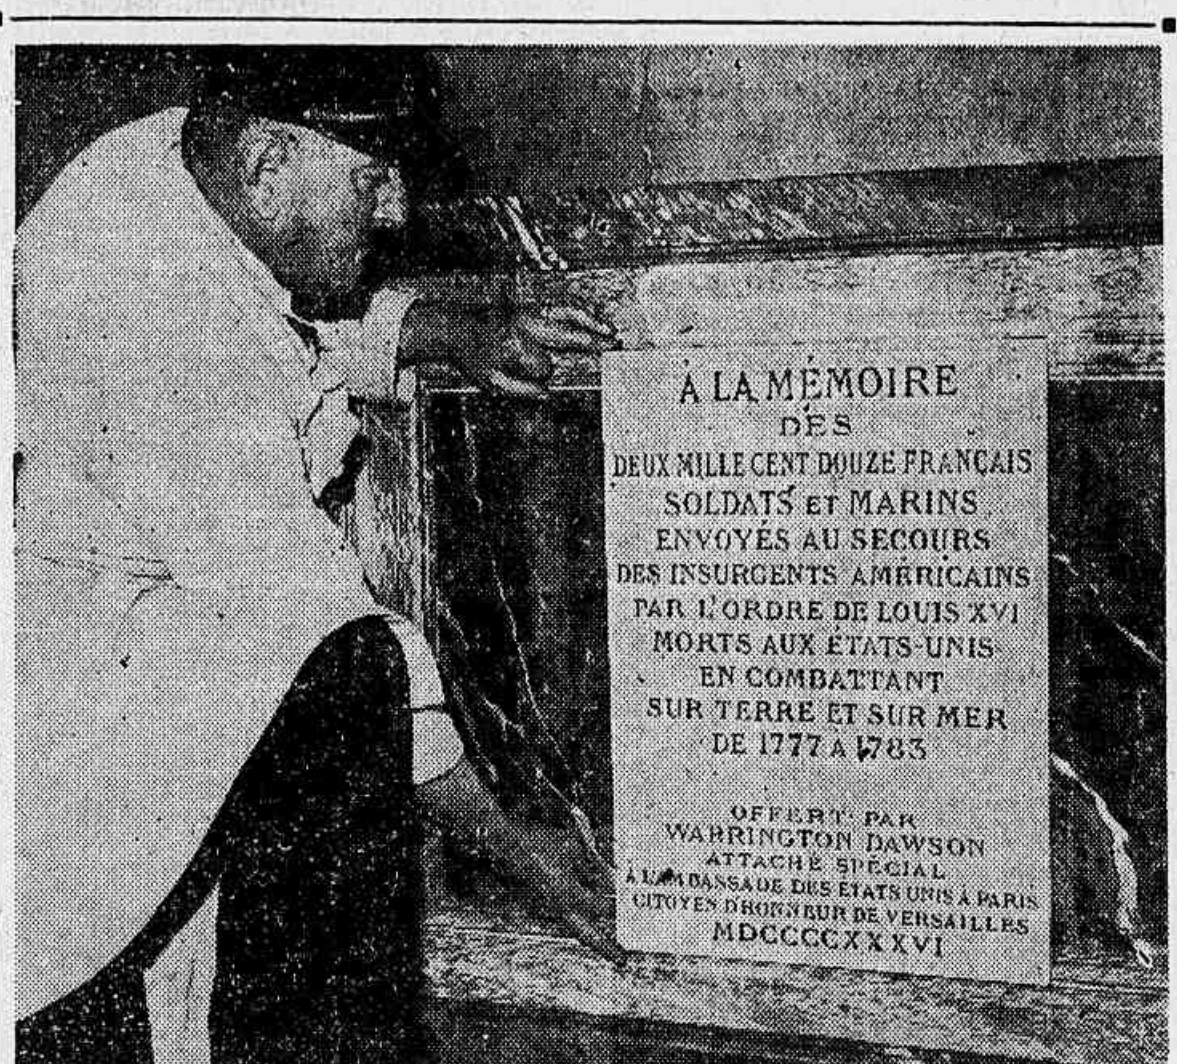 À LA MÉMOIRE
DES
DEUX MILLE CENT DOUZE FRANÇAIS
SOLDATS ET MARINS
ENVOYÉS AU SECOURS
DES INSURGENTS AMÉRICAINS
PAR L'ORDRE DE LOUIS XVI
MORTS AUX ÉTATS-UNIS
EN COMBATTANT
SUR TERRE ET SUR MER
DE 1777 À 1783
OFFERT PAR
WARRINGTON DAWSON
ATTACHÉ SPÉCIAL
À L'AMBASSADE DES ÉTATS UNIS À PARIS
CITOYEN D'HONNEUR DE VERSAILLES
MDCCCCXXXVI